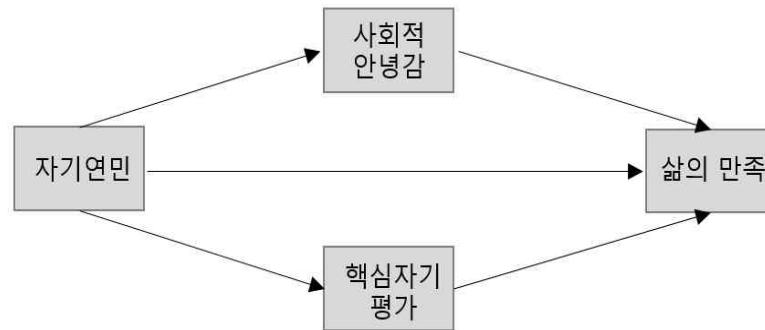 사회적
안녕감
자기연민
삶의 만족
핵심자기
평가